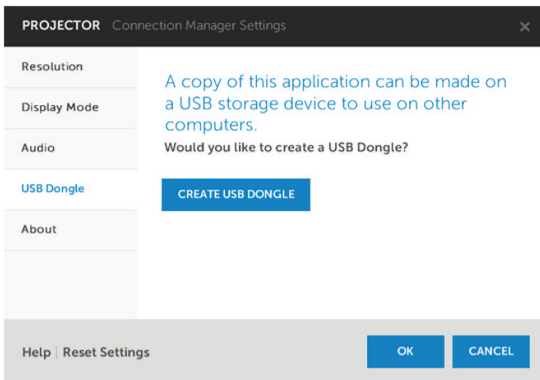 PROJECTOR Connection Manager Settings ×
Resolution
Display Mode
Audio
USB Dongle
About
A copy of this application can be made on
a USB storage device to use on other
computers.
Would you like to create a USB Dongle?
CREATE USB DONGLE
Help | Reset Settings
OK
CANCEL